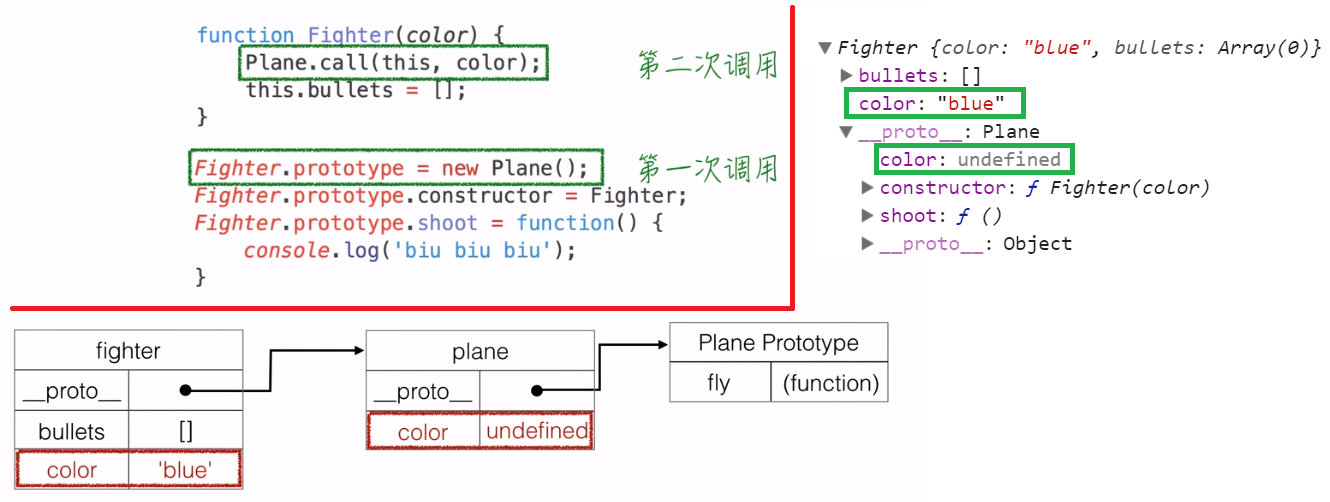 function Fighter(color) {
Plane.call(this, color);
第二次调用
this.bullets = [];
}
Fighter.prototype = new Plane();
第一次调用
Fighter.prototype.constructor = Fighter;
Fighter.prototype.shoot = function() {
console.log('biu biu biu');
}
▼Fighter {color: "blue", bullets: Array(0)}
▶bullets: []
color: "blue"
▼__proto__: Plane
color: undefined
▶constructor: ƒ Fighter(color)
▶shoot: ƒ ()
▶__proto__: Object
fighter
__proto__
bullets []
color 'blue'
plane
__proto__
color undefined
Plane Prototype
fly (function)